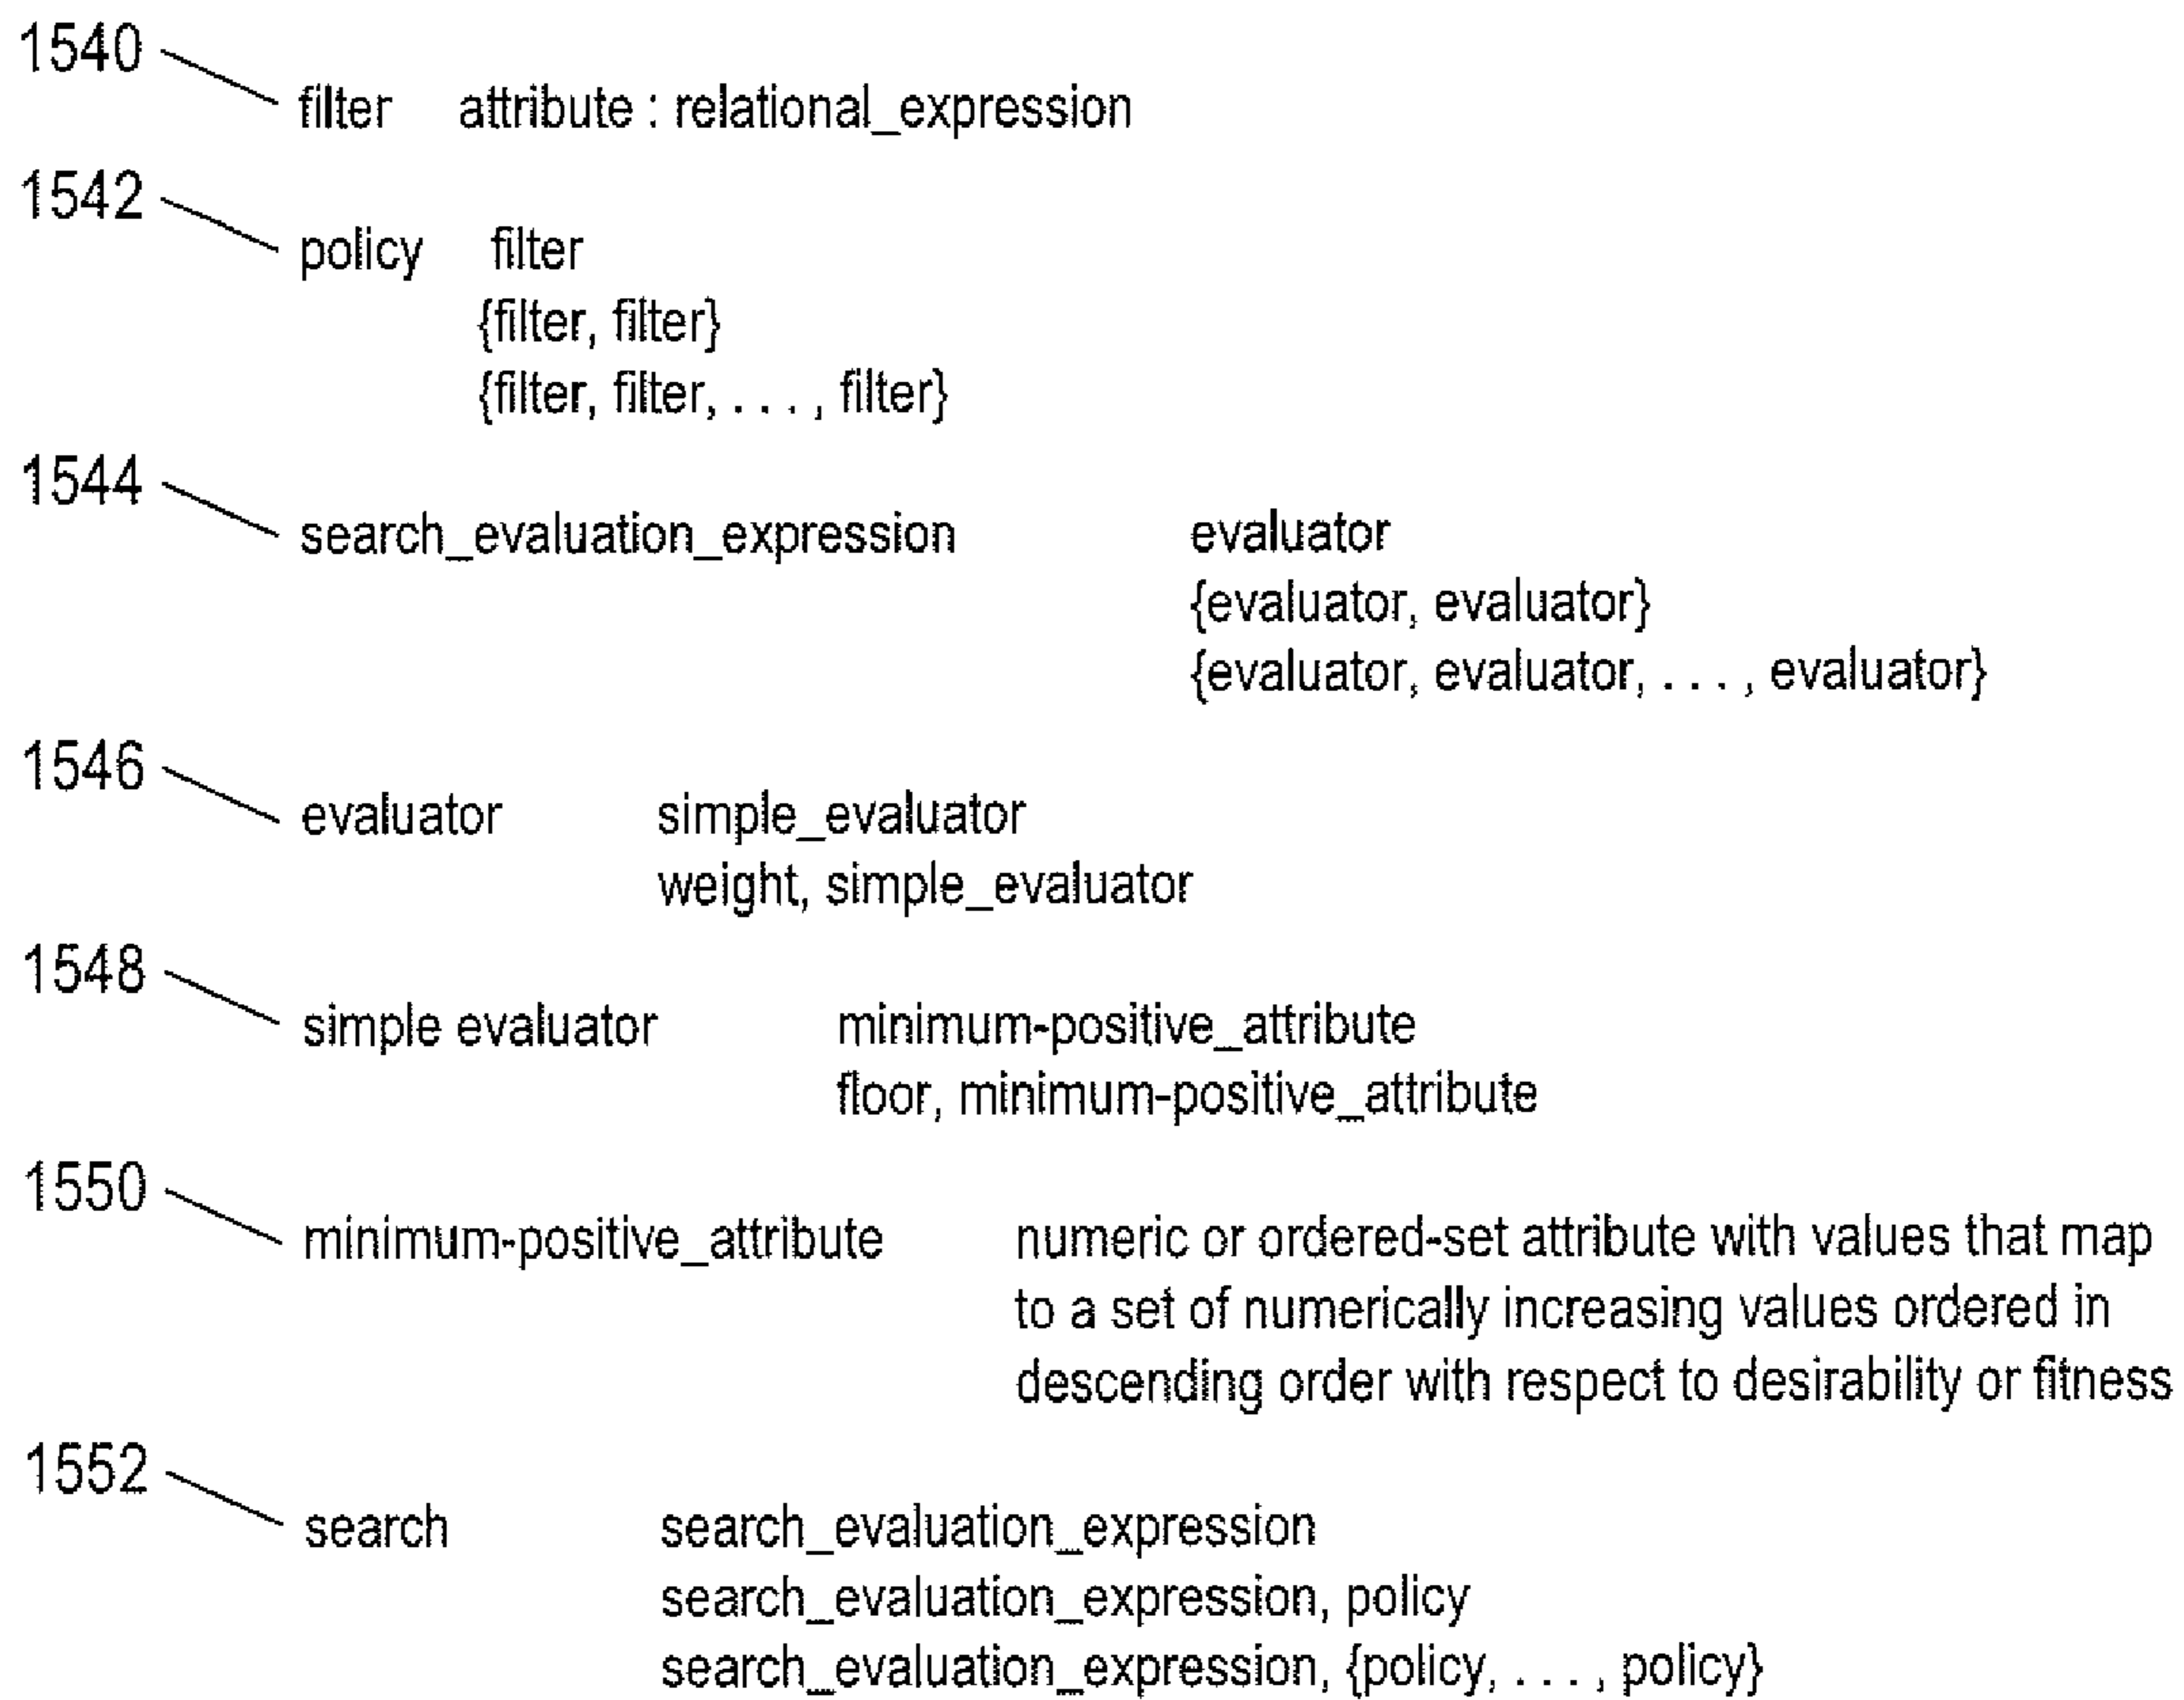 1540
filter attribute : relational_expression
1542
policy filter
{filter, filter}
{filter, filter, . . . , filter}
1544
search_evaluation_expression evaluator
{evaluator, evaluator}
{evaluator, evaluator, . . . , evaluator}
1546
evaluator simple_evaluator
weight, simple_evaluator
1548
simple evaluator minimum-positive_attribute
floor, minimum-positive_attribute
1550
minimum-positive_attribute numeric or ordered-set attribute with values that map
to a set of numerically increasing values ordered in
descending order with respect to desirability or fitness
1552
search search_evaluation_expression
search_evaluation_expression, policy
search_evaluation_expression, {policy, . . . , policy}